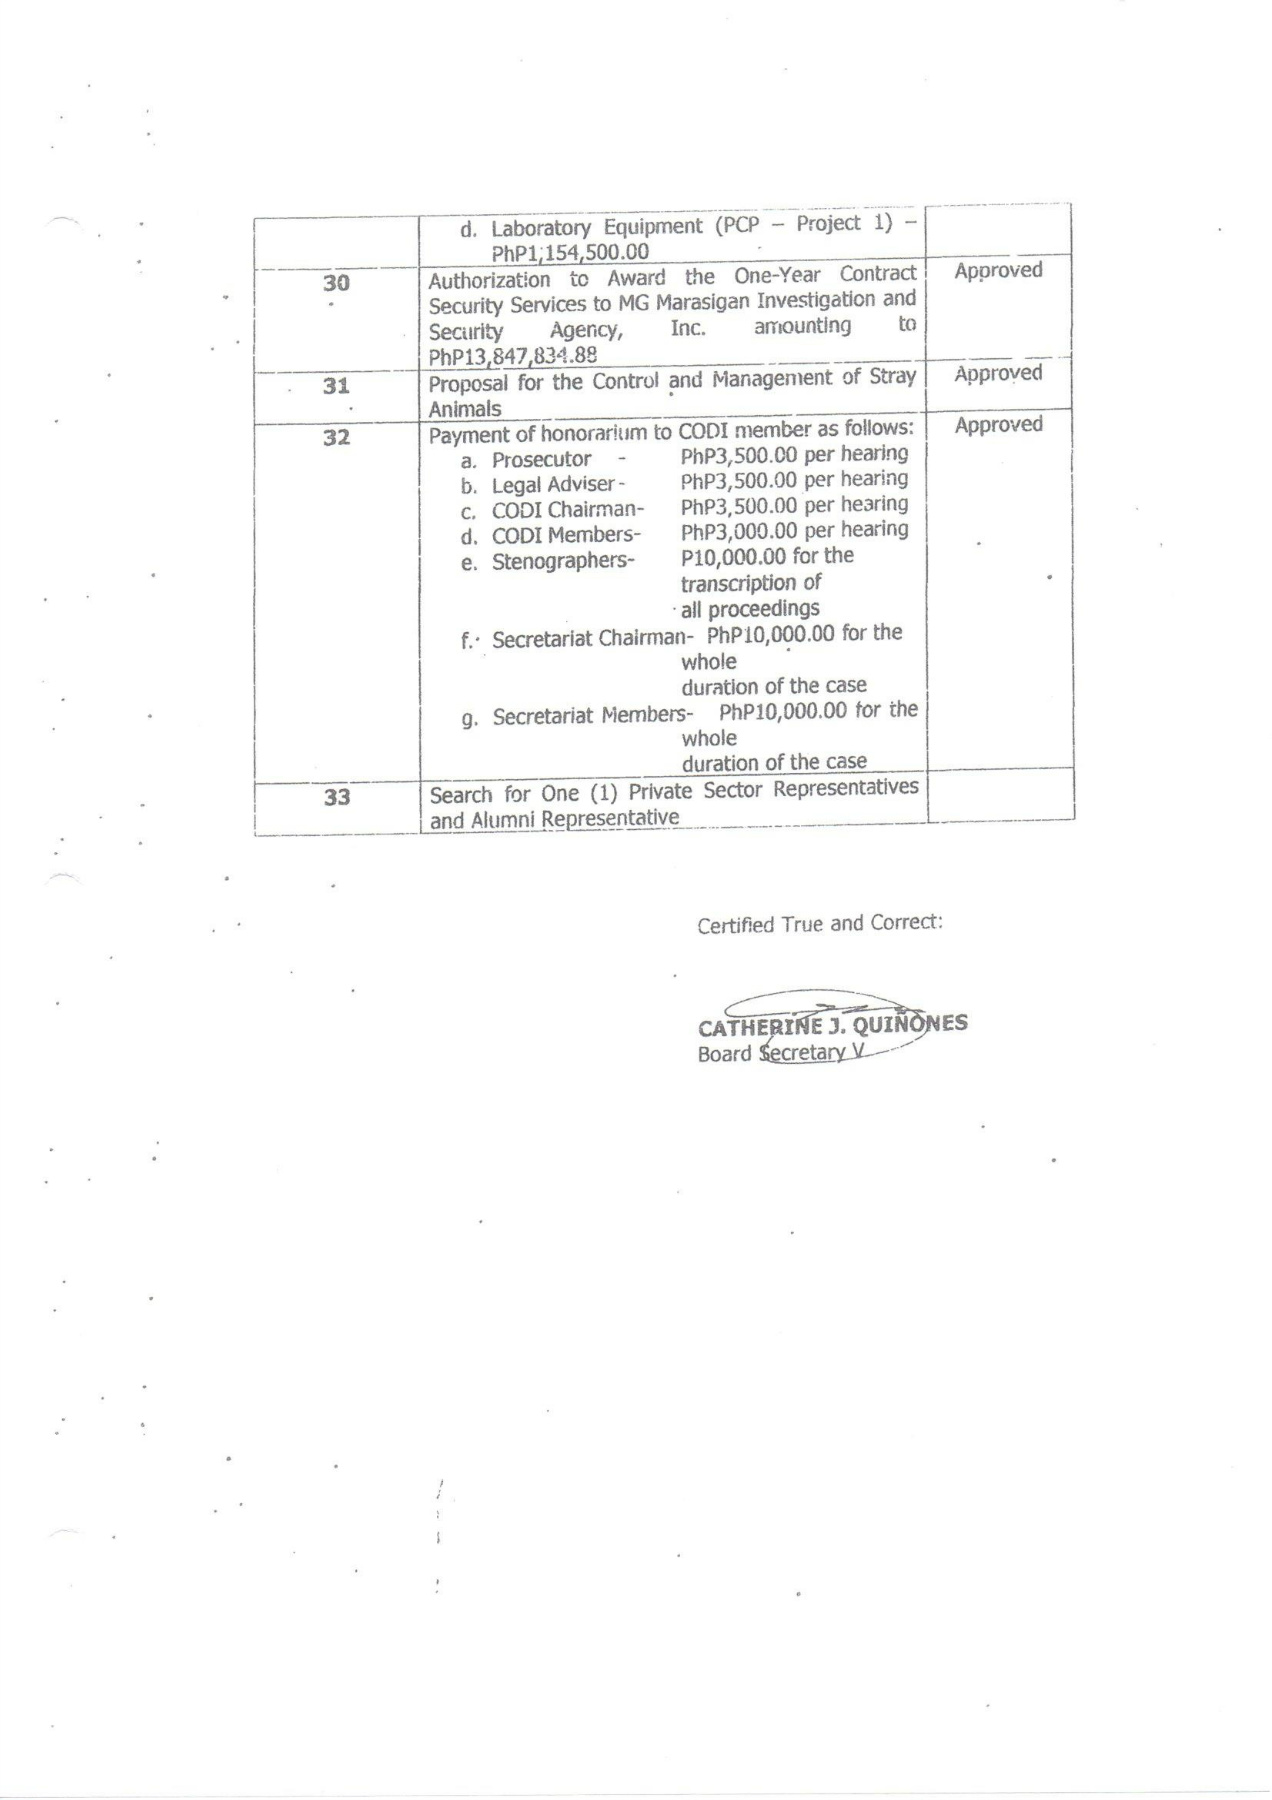 d. Laboratory Equipment (PCP – Project 1) –
PhP1,154,500.00
30 Authorization to Award the One-Year Contract Approved
Security Services to MG Marasigan Investigation and
Security Agency, Inc. amounting to
PhP13,847,834.88
31 Proposal for the Control and Management of Stray Approved
Animals
32 Payment of honorarium to CODI member as follows: Approved
a. Prosecutor - PhP3,500.00 per hearing
b. Legal Adviser- PhP3,500.00 per hearing
c. CODI Chairman- PhP3,500.00 per hearing
d. CODI Members- PhP3,000.00 per hearing
e. Stenographers- P10,000.00 for the
transcription of
all proceedings
f. Secretariat Chairman- PhP10,000.00 for the
whole
duration of the case
g. Secretariat Members- PhP10,000.00 for the
whole
duration of the case
33 Search for One (1) Private Sector Representatives
and Alumni Representative
Certified True and Correct:
CATHERINE J. QUIÑONES
Board Secretary V